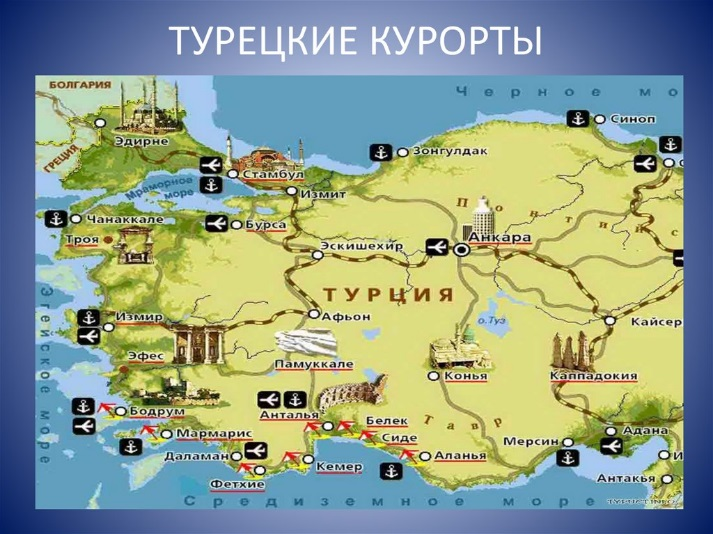 ТУРЕЦКИЕ КУРОРТЫ
БОЛГАРИЯ
Черное мо
Эдирне
ГРЕЦИЯ
Синоп
Зонгулдак
Стамбул
Мраморное
море
Измит
Чанаккале
Бурса
Понтийс
Троя
Эскишехир
Анкара
ТУРЦИЯ
Эгейское море
Измир
Афьон
о.Туз
Кайсер
Эфес
Памуккале
Конья
Каппадокия
Бодрум
Анталья
Белек
Тавр
Мармарис
Сиде
Мерсин
Адана
Даламан
Аланья
И
Кемер
Фетхие
Антакья
Средиземное море